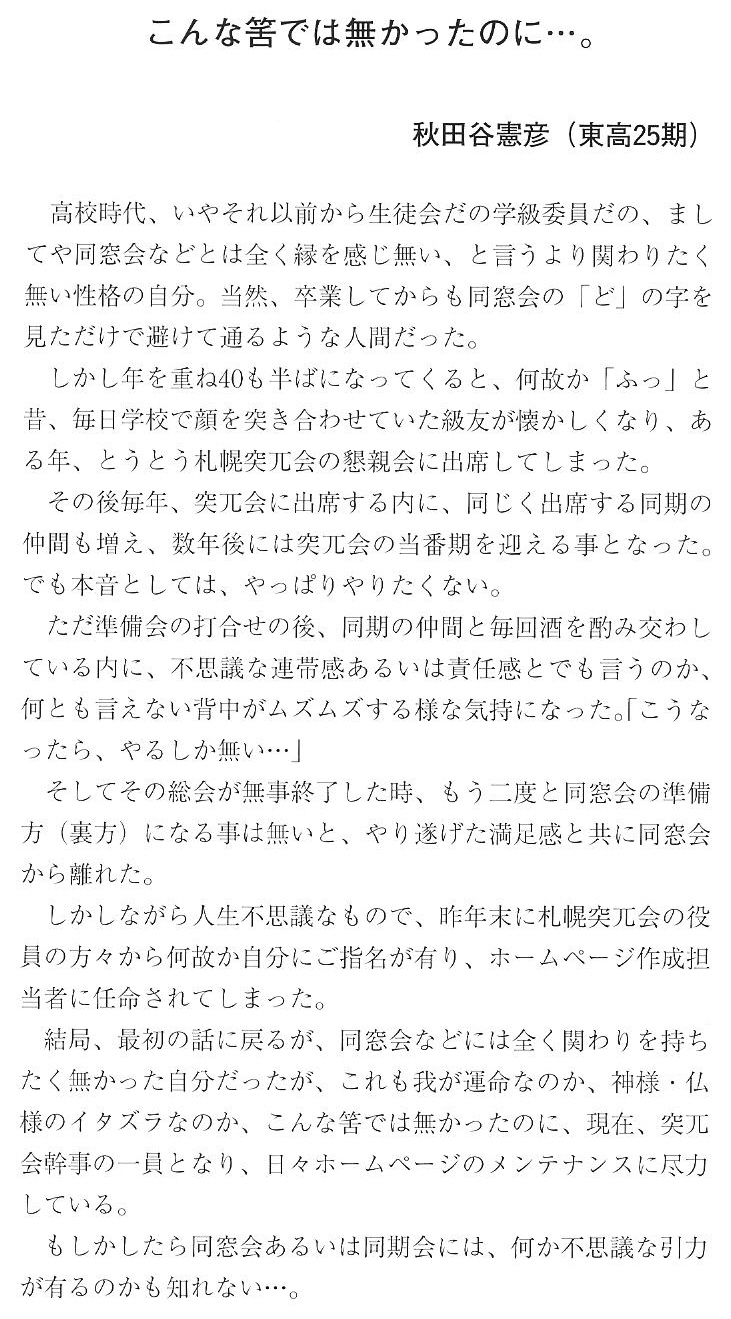 こんな筈では無かったのに…。
秋田谷憲彦（東高25期）
高校時代、いやそれ以前から生徒会だの学級委員だの、まし
てや同窓会などとは全く縁を感じ無い、と言うより関わりたく
無い性格の自分。当然、卒業してからも同窓会の「ど」の字を
見ただけで避けて通るような人間だった。
しかし年を重ね40も半ばになってくると、何故か「ふっ」と
昔、毎日学校で顔を突き合わせていた級友が懐かしくなり、あ
る年、とうとう札幌突兀会の懇親会に出席してしまった。
その後毎年、突兀会に出席する内に、同じく出席する同期の
仲間も増え、数年後には突兀会の当番期を迎える事となった。
でも本音としては、やっぱりやりたくない。
ただ準備会の打合せの後、同期の仲間と毎回酒を酌み交わし
ている内に、不思議な連帯感あるいは責任感とでも言うのか、
何とも言えない背中がムズムズする様な気持になった。「こうな
ったら、やるしか無い…」
そしてその総会が無事終了した時、もう二度と同窓会の準備
方（裏方）になる事は無いと、やり遂げた満足感と共に同窓会
から離れた。
しかしながら人生不思議なもので、昨年末に札幌突兀会の役
員の方々から何故か自分にご指名が有り、ホームページ作成担
当者に任命されてしまった。
結局、最初の話に戻るが、同窓会などには全く関わりを持ち
たく無かった自分だったが、これも我が運命なのか、神様・仏
様のイタズラなのか、こんな筈では無かったのに、現在、突兀
会幹事の一員となり、日々ホームページのメンテナンスに尽力
している。
もしかしたら同窓会あるいは同期会には、何か不思議な引力
が有るのかも知れない…。